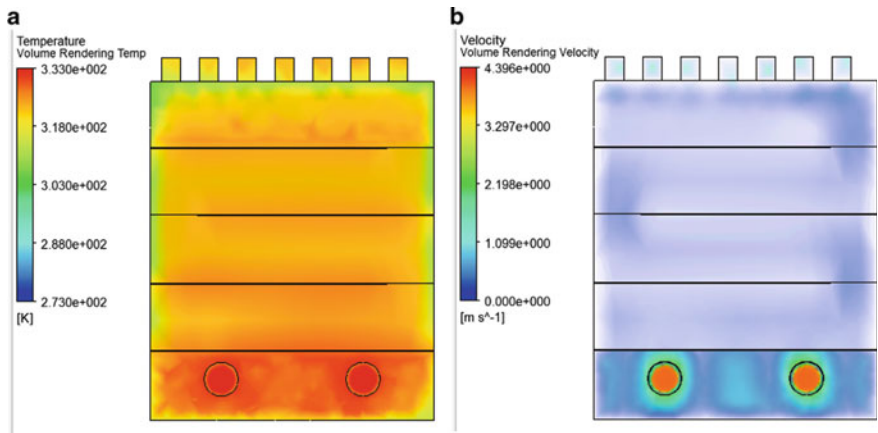 a
Temperature
Volume Rendering Temp
3.330e+002
3.180e+002
3.030e+002
2.880e+002
2.730e+002
[K]
b
Velocity
Volume Rendering Velocity
4.396e+000
3.297e+000
2.198e+000
1.099e+000
0.000e+000
[m s^-1]